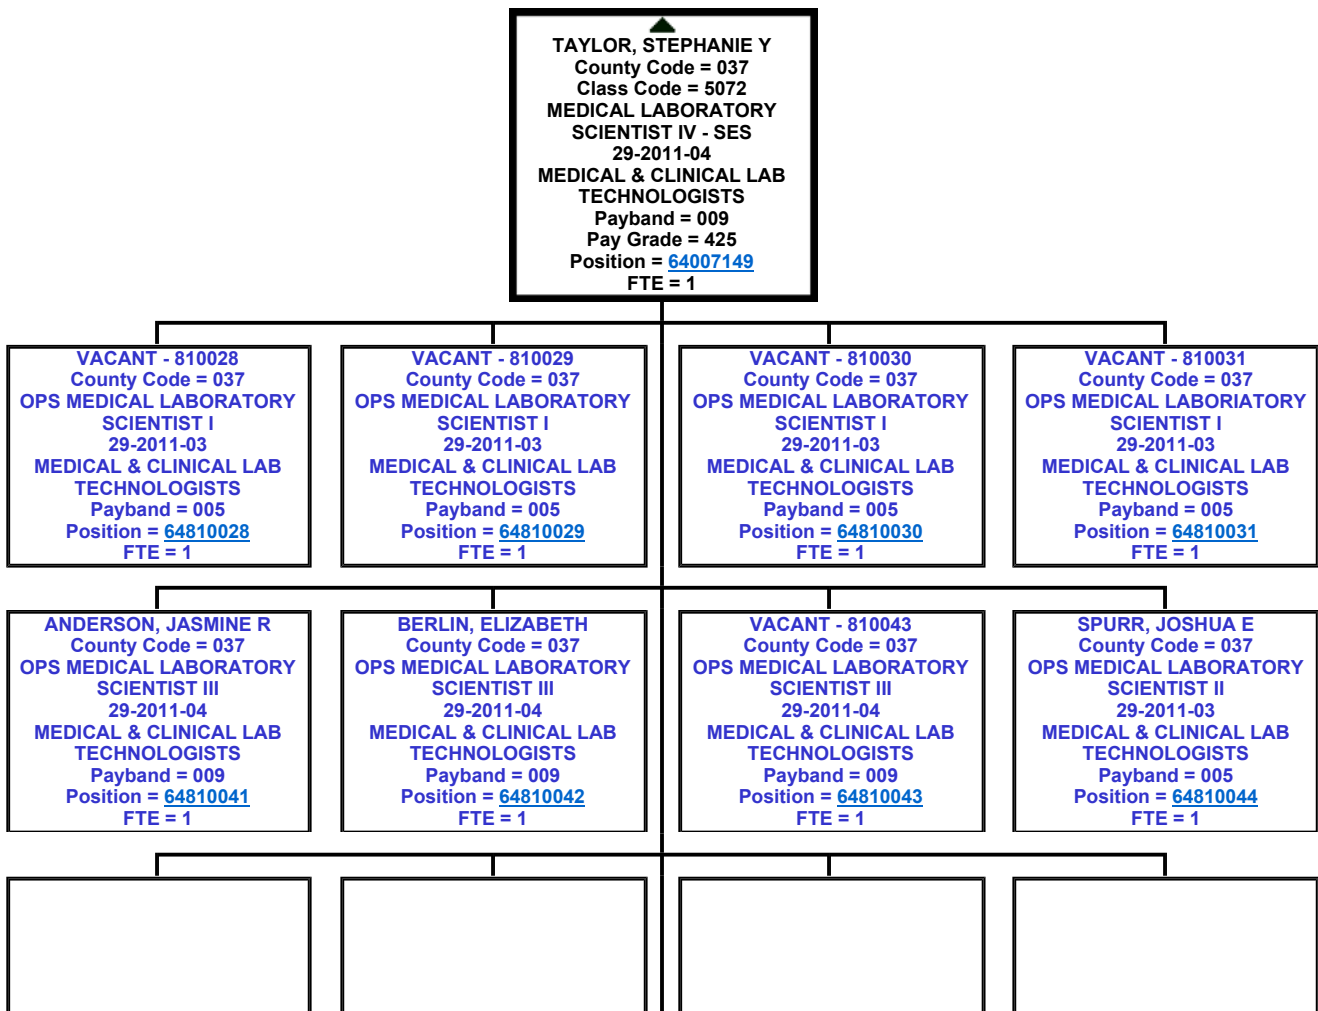 TAYLOR, STEPHANIE Y
County Code = 037
Class Code = 5072
MEDICAL LABORATORY
SCIENTIST IV - SES
29-2011-04
MEDICAL & CLINICAL LAB
TECHNOLOGISTS
Payband = 009
Pay Grade = 425
Position = 64007149
FTE = 1
VACANT - 810028
County Code = 037
OPS MEDICAL LABORATORY
SCIENTIST I
29-2011-03
MEDICAL & CLINICAL LAB
TECHNOLOGISTS
Payband = 005
Position = 64810028
FTE = 1
VACANT - 810029
County Code = 037
OPS MEDICAL LABORATORY
SCIENTIST I
29-2011-03
MEDICAL & CLINICAL LAB
TECHNOLOGISTS
Payband = 005
Position = 64810029
FTE = 1
VACANT - 810030
County Code = 037
OPS MEDICAL LABORATORY
SCIENTIST I
29-2011-03
MEDICAL & CLINICAL LAB
TECHNOLOGISTS
Payband = 005
Position = 64810030
FTE = 1
VACANT - 810031
County Code = 037
OPS MEDICAL LABORIATORY
SCIENTIST I
29-2011-03
MEDICAL & CLINICAL LAB
TECHNOLOGISTS
Payband = 005
Position = 64810031
FTE = 1
ANDERSON, JASMINE R
County Code = 037
OPS MEDICAL LABORATORY
SCIENTIST III
29-2011-04
MEDICAL & CLINICAL LAB
TECHNOLOGISTS
Payband = 009
Position = 64810041
FTE = 1
BERLIN, ELIZABETH
County Code = 037
OPS MEDICAL LABORATORY
SCIENTIST III
29-2011-04
MEDICAL & CLINICAL LAB
TECHNOLOGISTS
Payband = 009
Position = 64810042
FTE = 1
VACANT - 810043
County Code = 037
OPS MEDICAL LABORATORY
SCIENTIST III
29-2011-04
MEDICAL & CLINICAL LAB
TECHNOLOGISTS
Payband = 009
Position = 64810043
FTE = 1
SPURR, JOSHUA E
County Code = 037
OPS MEDICAL LABORATORY
SCIENTIST II
29-2011-03
MEDICAL & CLINICAL LAB
TECHNOLOGISTS
Payband = 005
Position = 64810044
FTE = 1